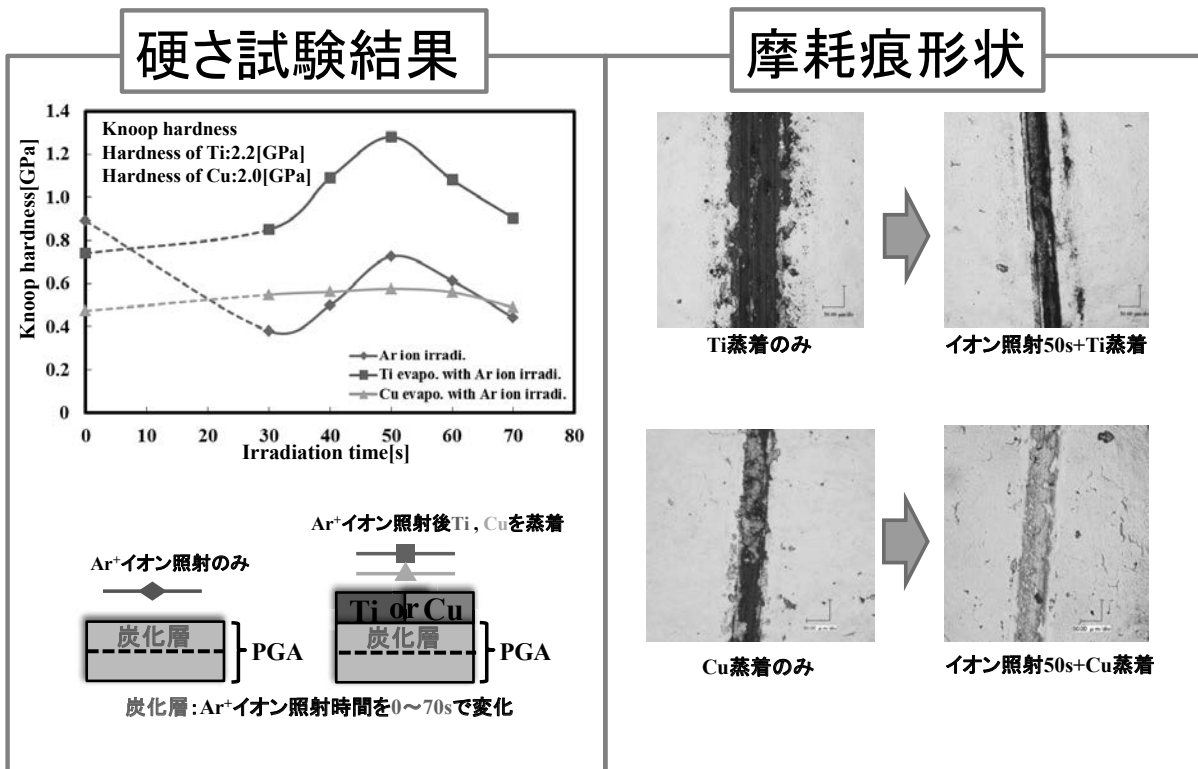 硬さ試験結果
Knoop hardness[GPa]
1.4
1.2
1.0
0.8
0.6
0.4
0.2
0
Knoop hardness
Hardness of Ti:2.2[GPa]
Hardness of Cu:2.0[GPa]
Ar ion irradi.
Ti evapo. with Ar ion irradi.
Cu evapo. with Ar ion irradi.
0 10 20 30 40 50 60 70 80
Irradiation time[s]
Ar⁺イオン照射のみ
炭化層
PGA
Ar⁺イオン照射後Ti , Cuを蒸着
Ti or Cu
炭化層
PGA
炭化層:Ar⁺イオン照射時間を0～70sで変化
摩耗痕形状
Ti蒸着のみ
イオン照射50s+Ti蒸着
Cu蒸着のみ
イオン照射50s+Cu蒸着